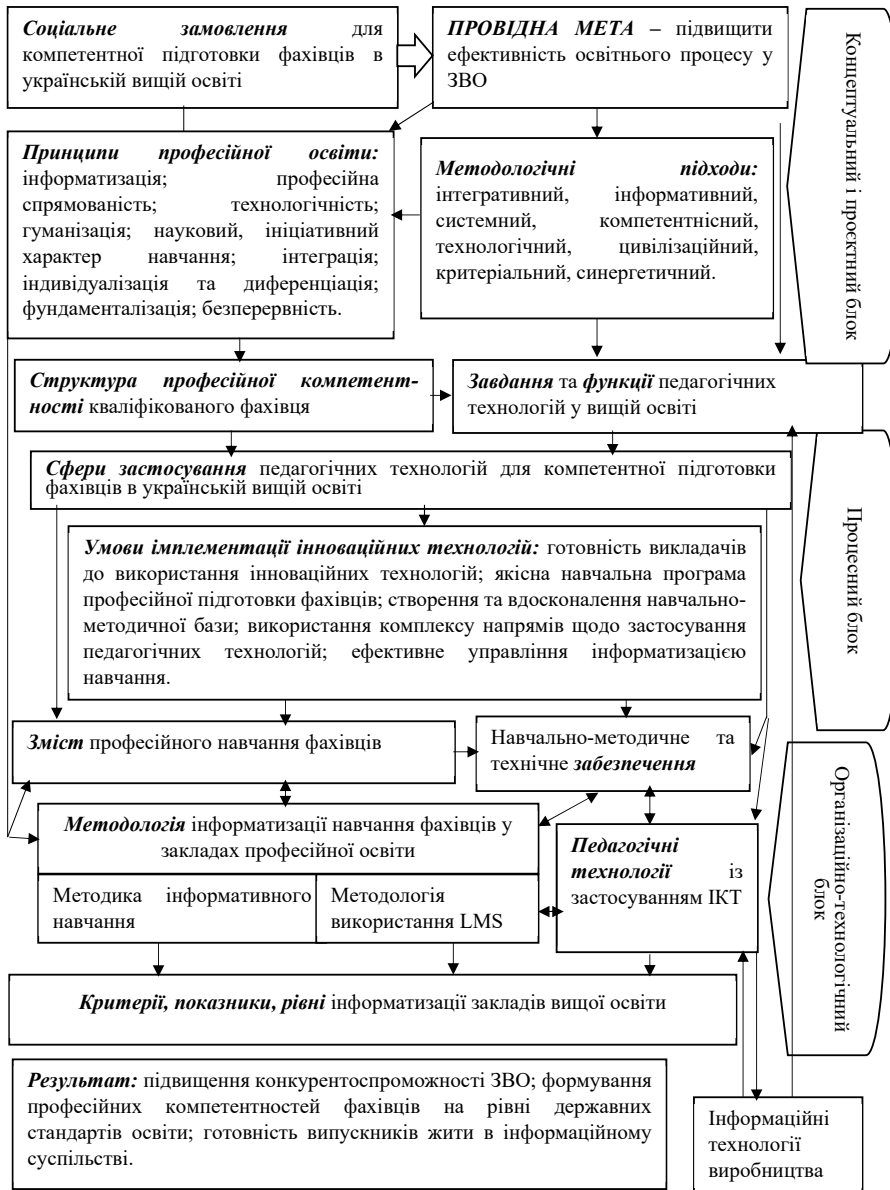 Соціальне замовлення для
компетентної підготовки фахівців в
українській вищій освіті
ПРОВІДНА МЕТА – підвищити
ефективність освітнього процесу у
ЗВО
Концептуальний і проєктний блок
Принципи професійної освіти:
інформатизація; професійна
спрямованість; технологічність;
гуманізація; науковий, ініціативний
характер навчання; інтеграція;
індивідуалізація та диференціація;
фундаменталізація; безперервність.
Методологічні підходи:
інтегративний, інформативний,
системний, компетентнісний,
технологічний, цивілізаційний,
критеріальний, синергетичний.
Структура професійної компетент-
ності кваліфікованого фахівця
Завдання та функції педагогічних
технологій у вищій освіті
Процесний блок
Сфери застосування педагогічних технологій для компетентної підготовки
фахівців в українській вищій освіті
Умови імплементації інноваційних технологій: готовність викладачів
до використання інноваційних технологій; якісна навчальна програма
професійної підготовки фахівців; створення та вдосконалення навчально-
методичної бази; використання комплексу напрямів щодо застосування
педагогічних технологій; ефективне управління інформатизацією
навчання.
Зміст професійного навчання фахівців
Навчально-методичне та
технічне забезпечення
Організаційно-технологічний
блок
Методологія інформатизації навчання фахівців у
закладах професійної освіти
Педагогічні
технології із
застосуванням ІКТ
Методика інформативного
навчання
Методологія
використання LMS
Критерії, показники, рівні інформатизації закладів вищої освіти
Результат: підвищення конкурентоспроможності ЗВО; формування
професійних компетентностей фахівців на рівні державних
стандартів освіти; готовність випускників жити в інформаційному
суспільстві.
Інформаційні
технології
виробництва